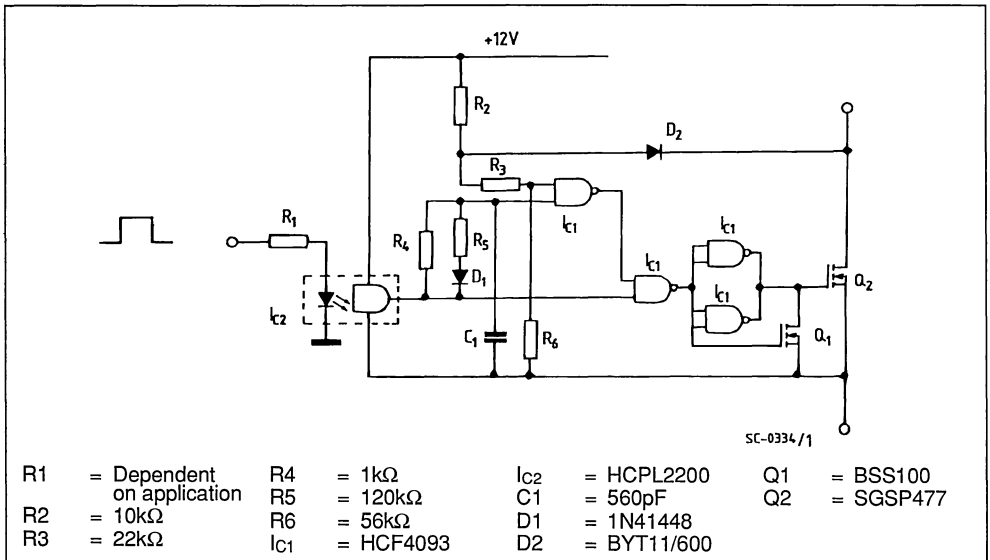 +12V
R2
D2
R3
IC1
R1
R4
R5
IC1
IC1
D1
IC1
Q2
IC2
C1
R6
Q1
SC-0334/1
R1 = Dependent on application
R2 = 10kΩ
R3 = 22kΩ
R4 = 1kΩ
R5 = 120kΩ
R6 = 56kΩ
IC1 = HCF4093
IC2 = HCPL2200
C1 = 560pF
D1 = 1N41448
D2 = BYT11/600
Q1 = BSS100
Q2 = SGSP477